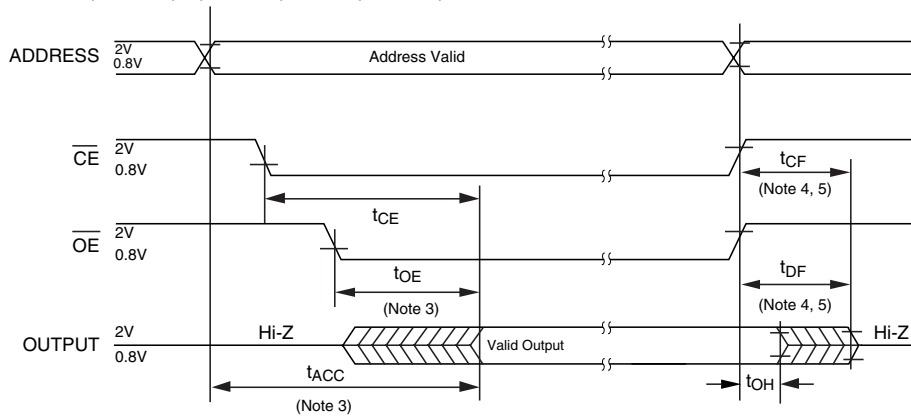 ADDRESS
2V
0.8V
Address Valid
CE
2V
0.8V
tCF
(Note 4, 5)
tCE
OE
2V
0.8V
tOE
(Note 3)
tDF
(Note 4, 5)
OUTPUT
2V
0.8V
Hi-Z
Valid Output
Hi-Z
tACC
(Note 3)
tOH